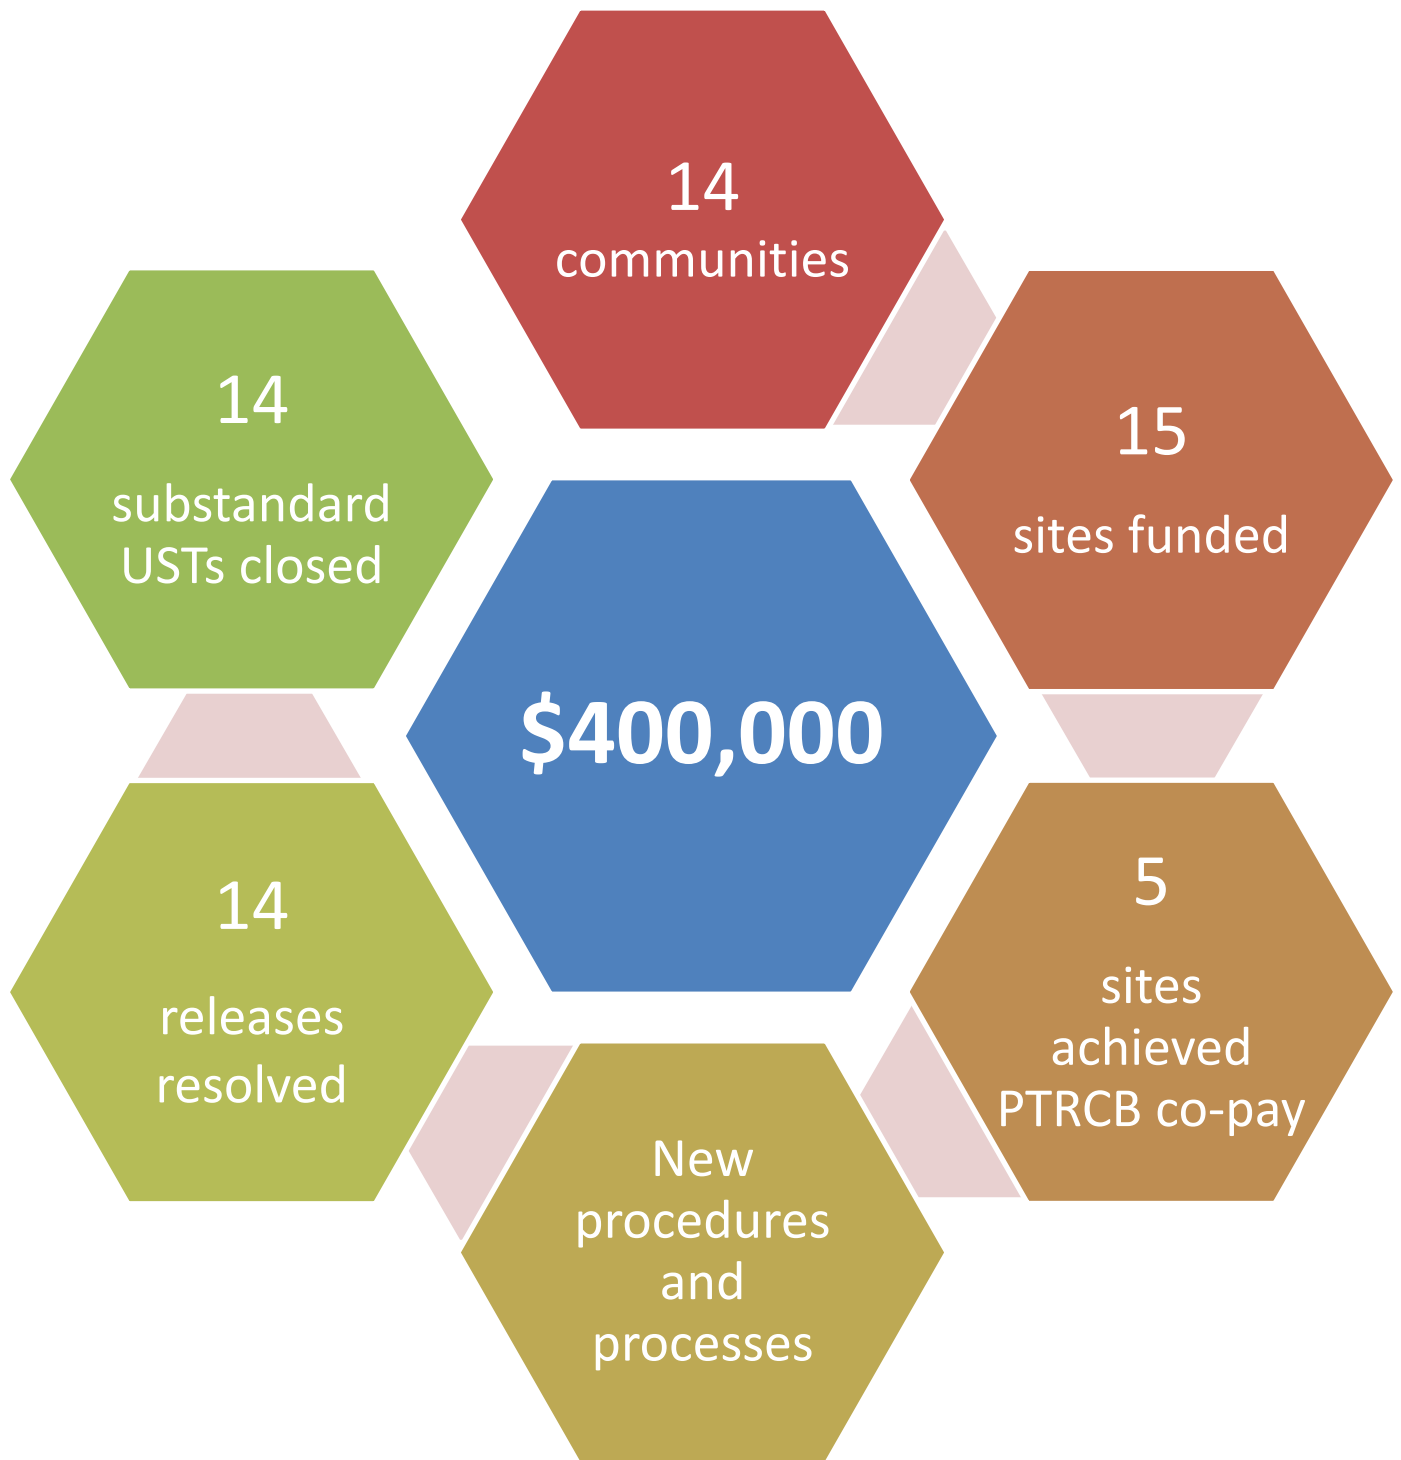 14
communities
15
sites funded
5
sites
achieved
PTRCB co-pay
New
procedures
and
processes
14
releases
resolved
14
substandard
USTs closed
$400,000